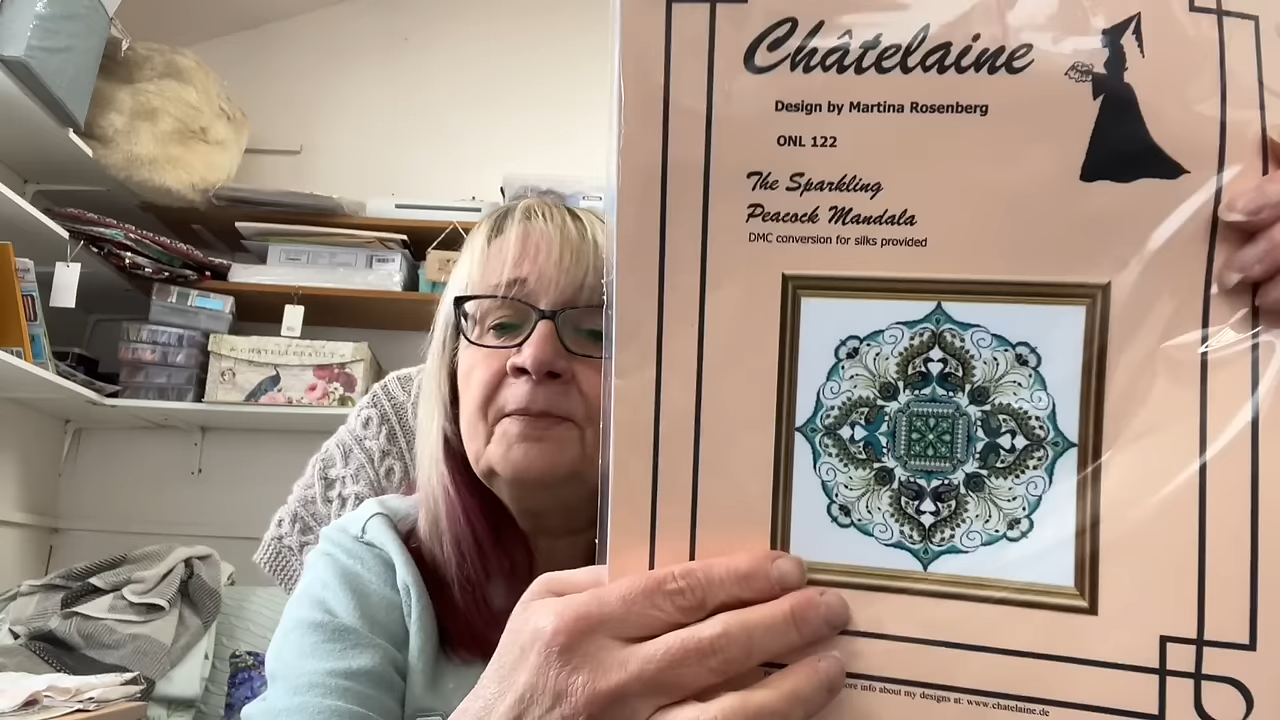 Châtelaine
Design by Martina Rosenberg
ONL 122
The Sparkling
Peacock Mandala
DMC conversion for silks provided
info about my designs at: www.chatelaine.de
CHATELLERAULT